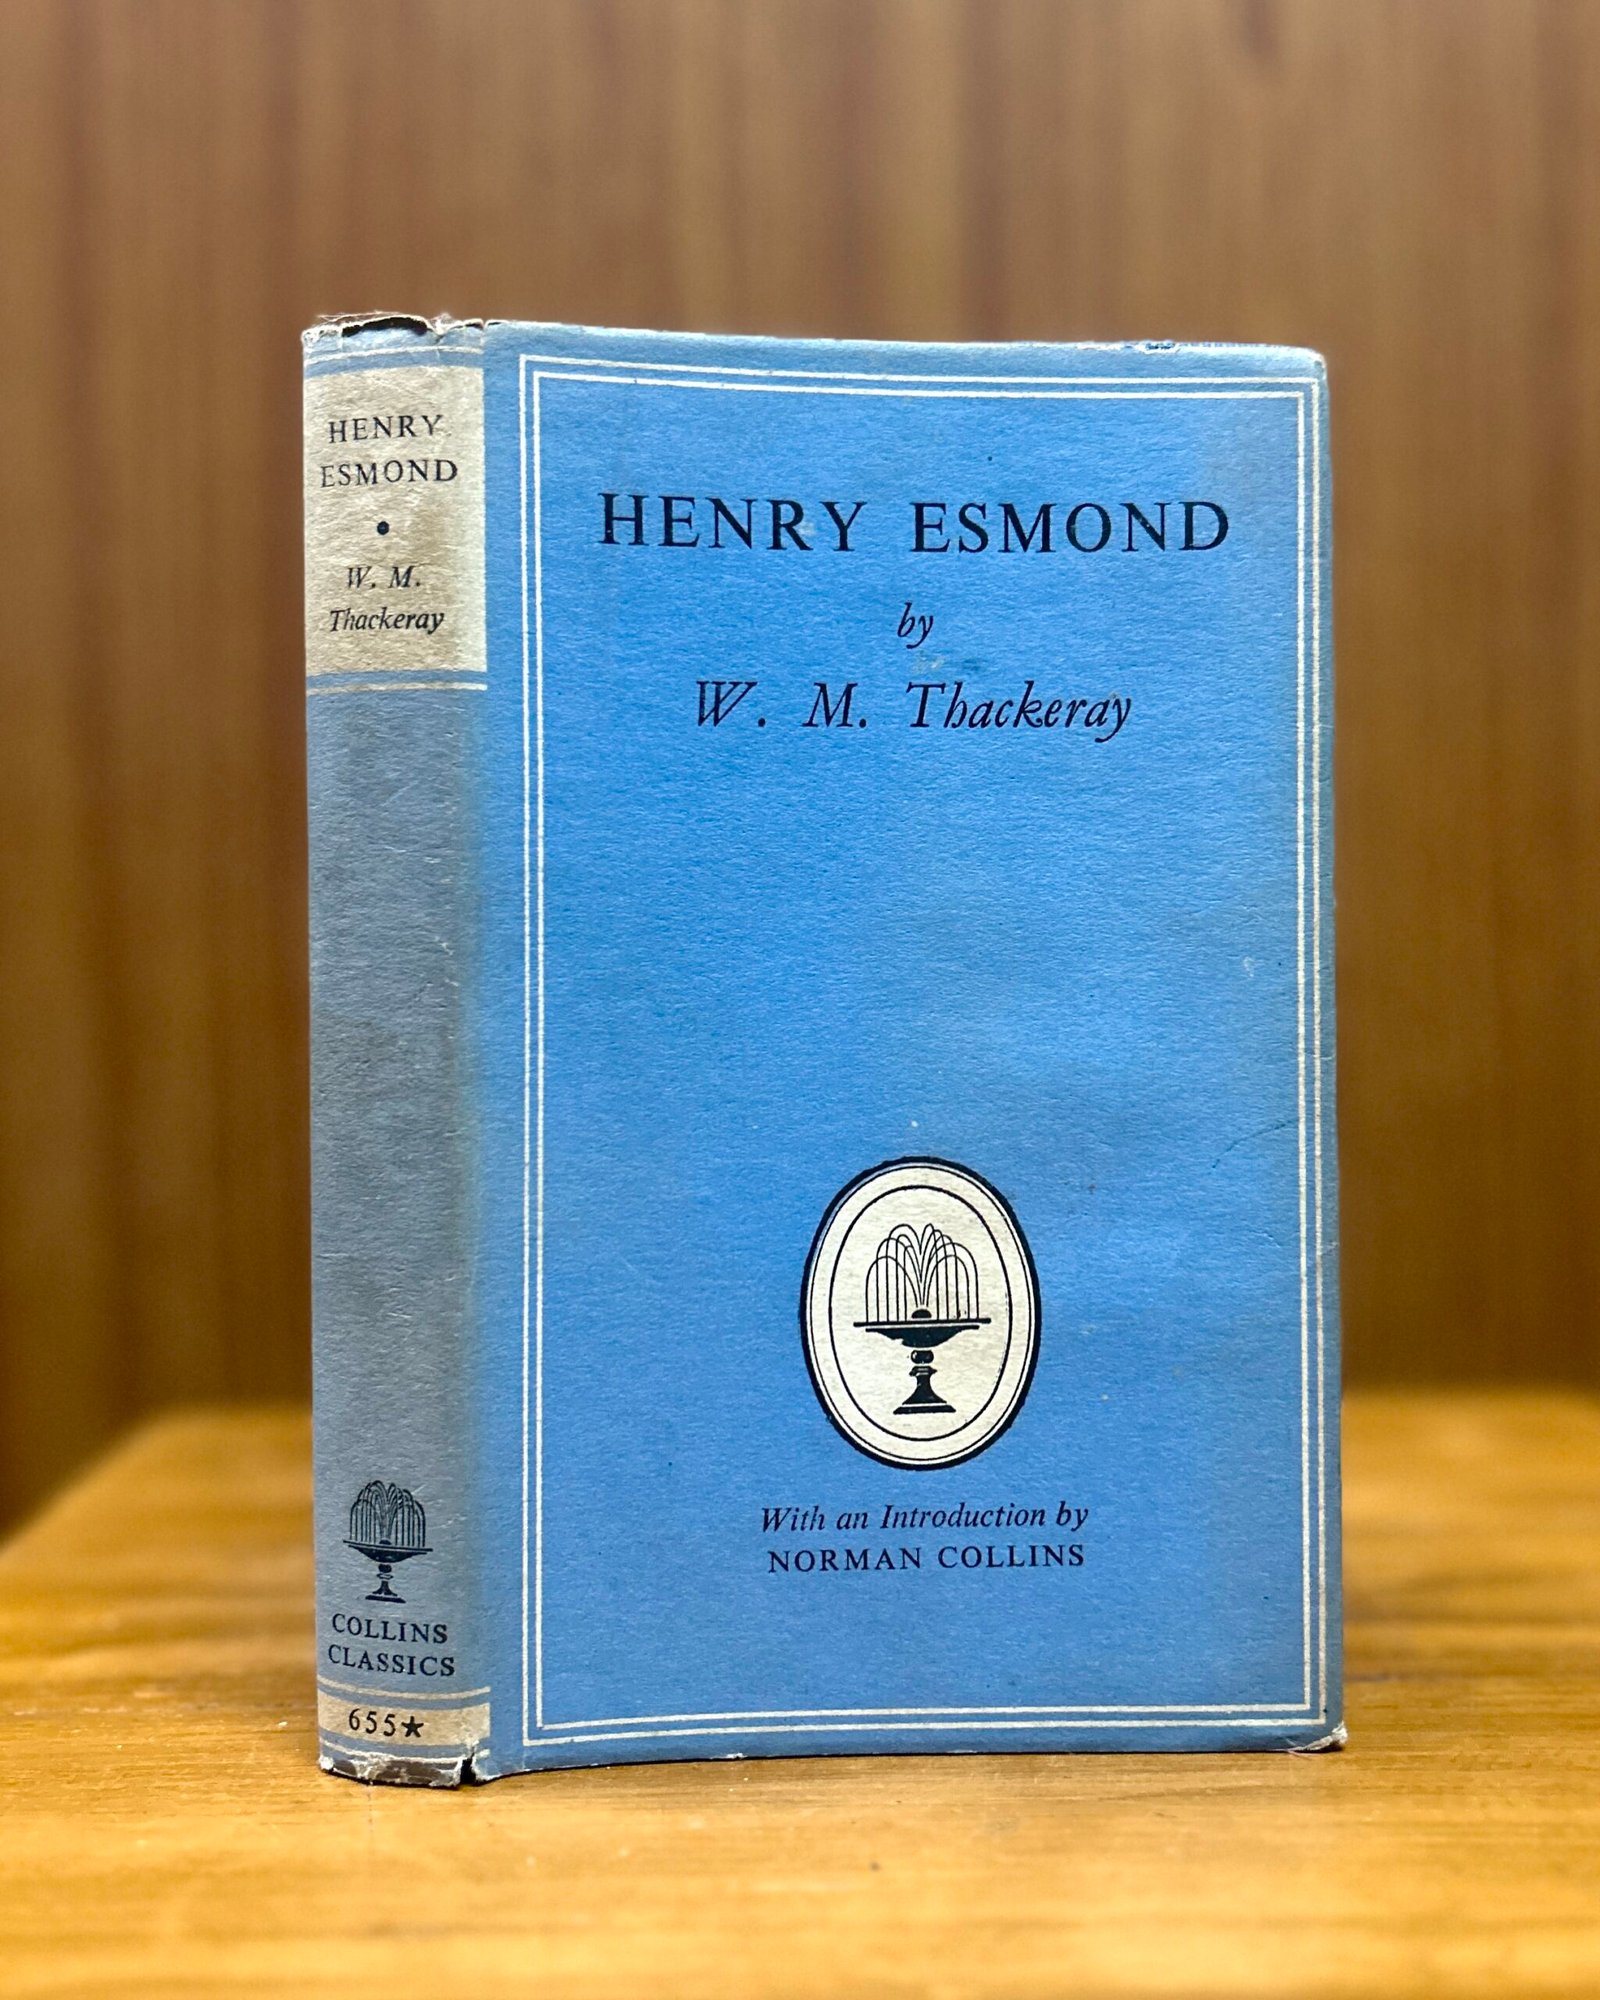 HENRY
ESMOND
•
W. M.
Thackeray
COLLINS
CLASSICS
655★
HENRY ESMOND
by
W. M. Thackeray
With an Introduction by
NORMAN COLLINS